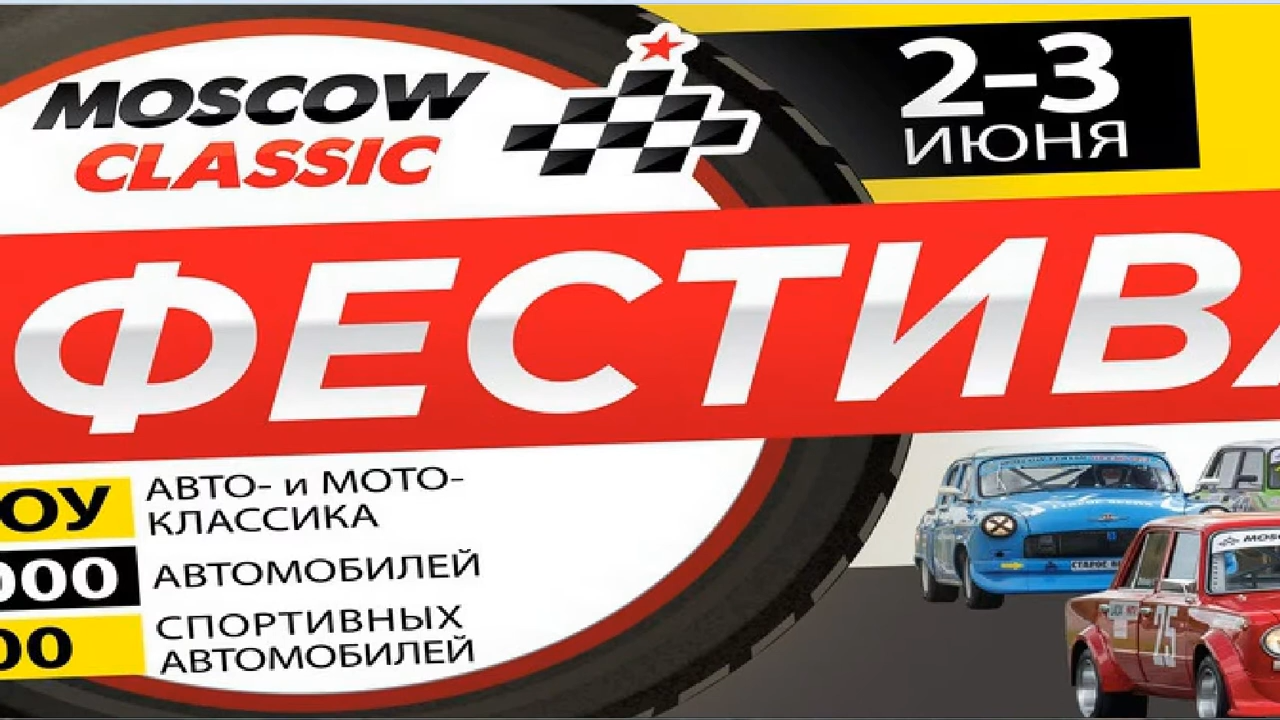 MOSCOW
CLASSIC
2-3
ИЮНЯ
ФЕСТИВА
ОУ
АВТО- и МОТО-
КЛАССИКА
000
АВТОМОБИЛЕЙ
00
СПОРТИВНЫХ
АВТОМОБИЛЕЙ
25